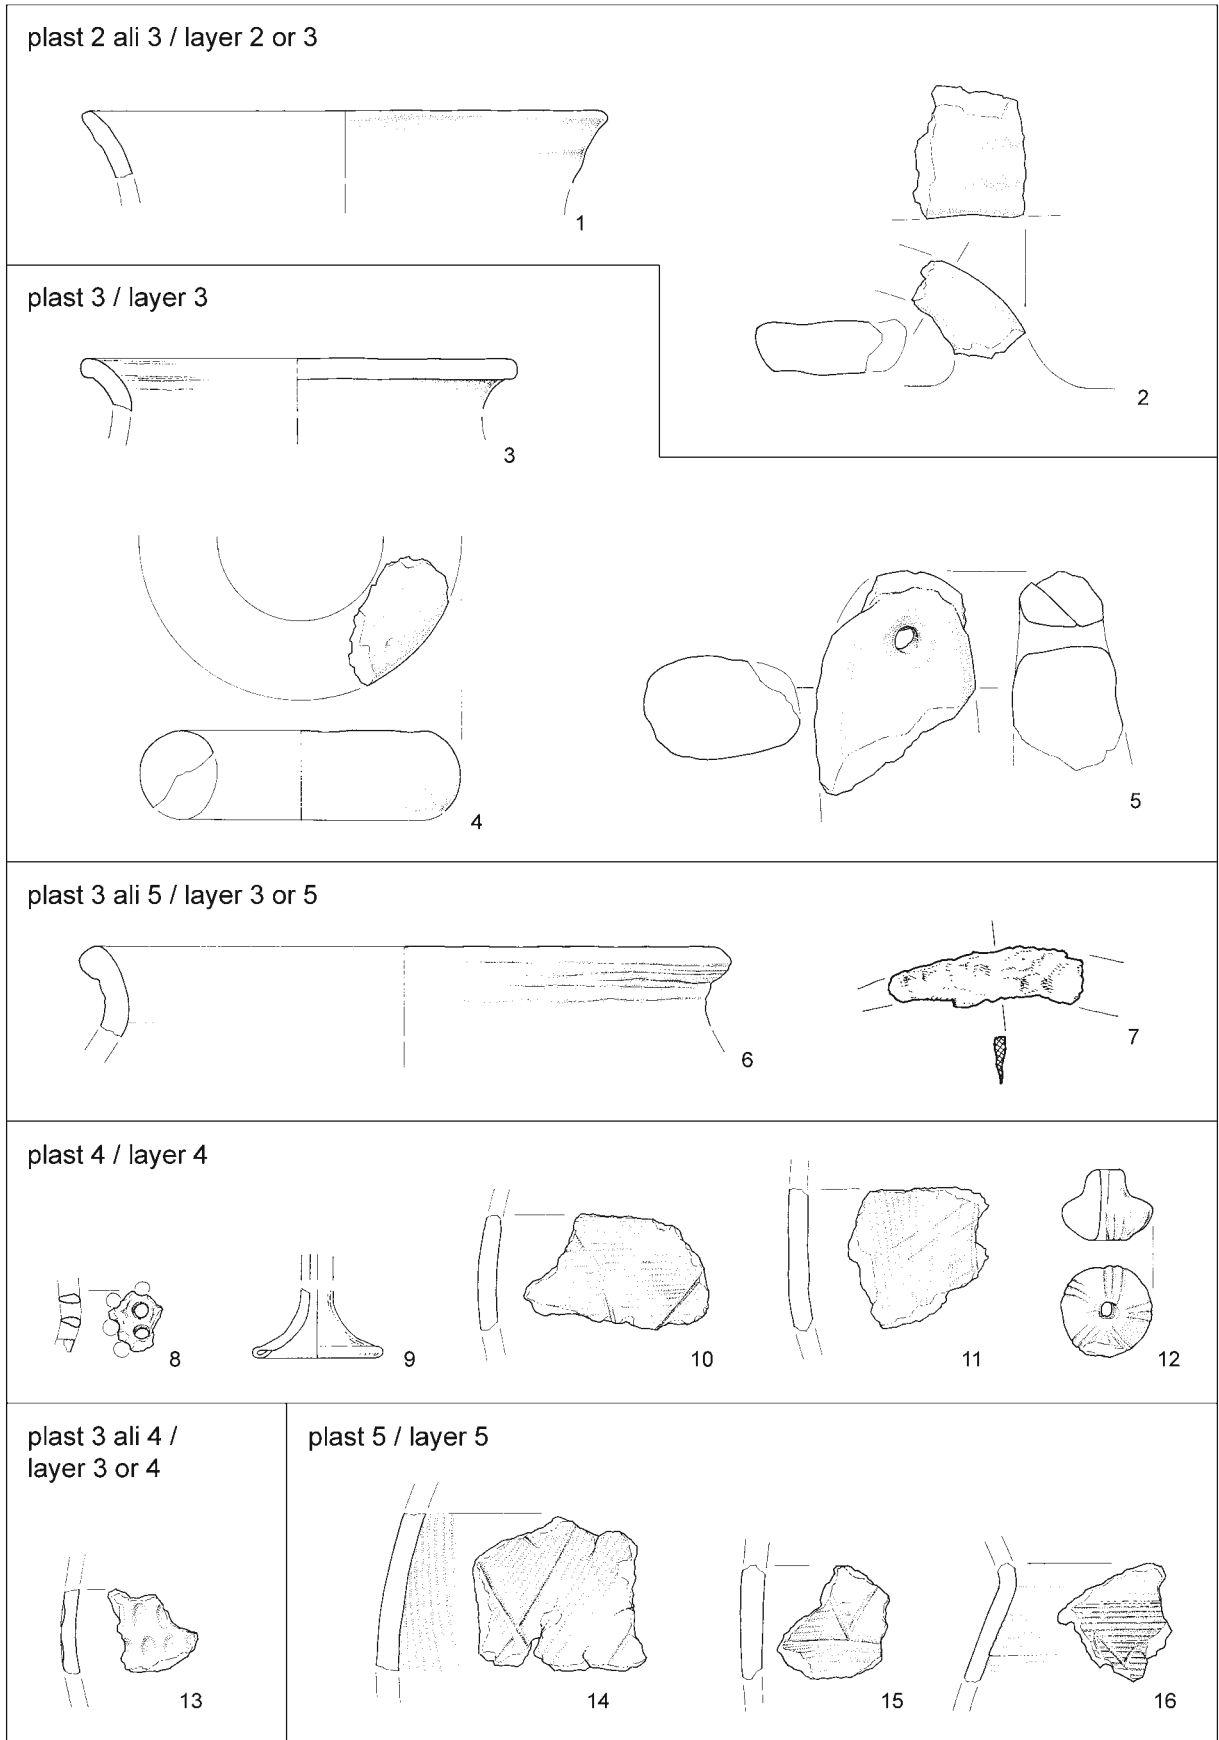 plast 2 ali 3 / layer 2 or 3
1
2
plast 3 / layer 3
3
4
5
plast 3 ali 5 / layer 3 or 5
6
7
plast 4 / layer 4
8
9
10
11
12
plast 3 ali 4 /
layer 3 or 4
13
plast 5 / layer 5
14
15
16